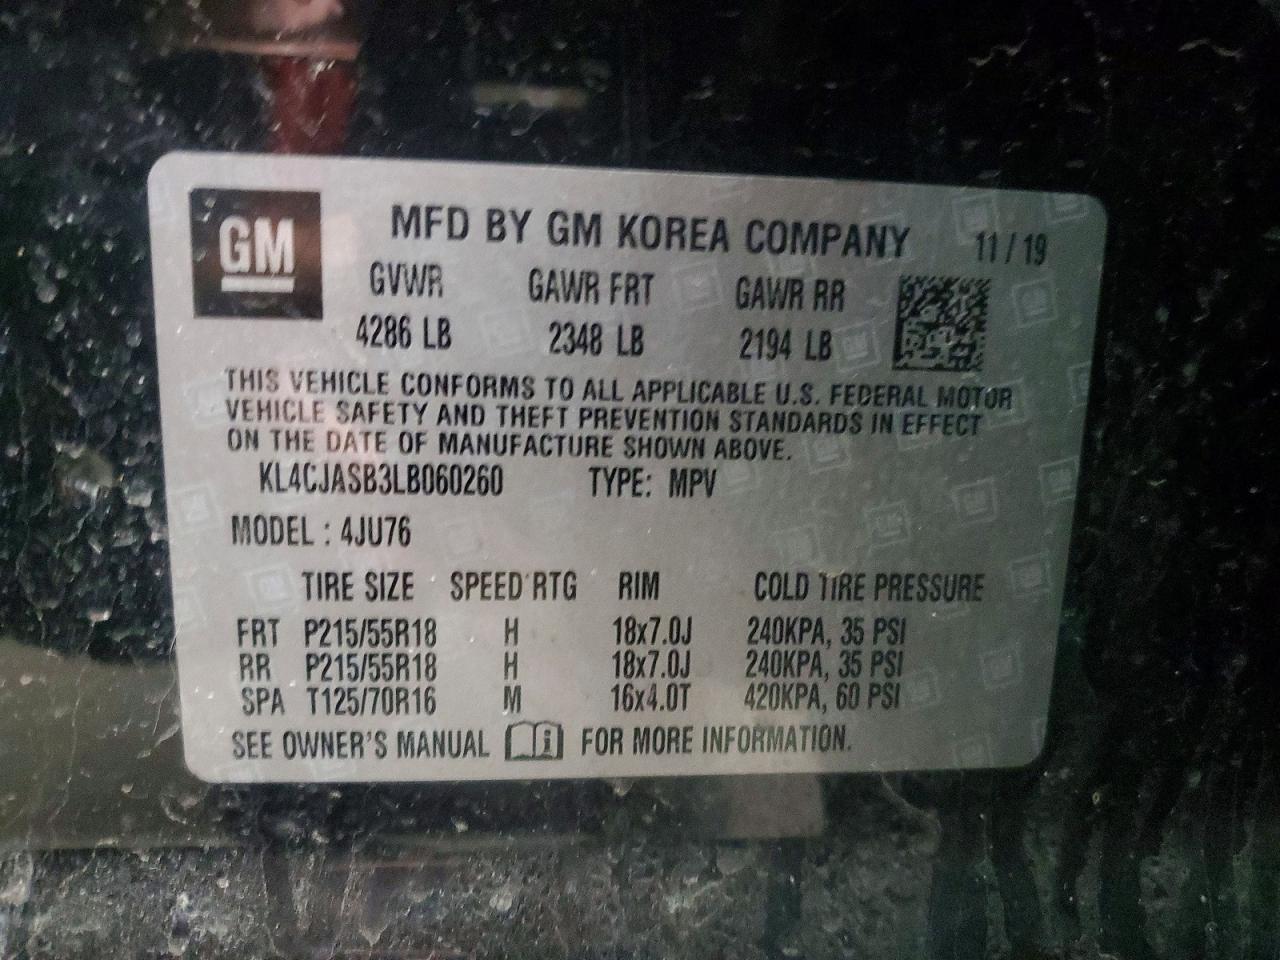 GM
MFD BY GM KOREA COMPANY 11/19
GVWR GAWR FRT GAWR RR
4286 LB 2348 LB 2194 LB
THIS VEHICLE CONFORMS TO ALL APPLICABLE U.S. FEDERAL MOTOR
VEHICLE SAFETY AND THEFT PREVENTION STANDARDS IN EFFECT
ON THE DATE OF MANUFACTURE SHOWN ABOVE.
KL4CJASB3LB060260 TYPE: MPV
MODEL : 4JU76
TIRE SIZE SPEED RTG RIM COLD TIRE PRESSURE
FRT P215/55R18 H 18x7.0J 240KPA, 35 PSI
RR P215/55R18 H 18x7.0J 240KPA, 35 PSI
SPA T125/70R16 M 16x4.0T 420KPA, 60 PSI
SEE OWNER'S MANUAL i FOR MORE INFORMATION.